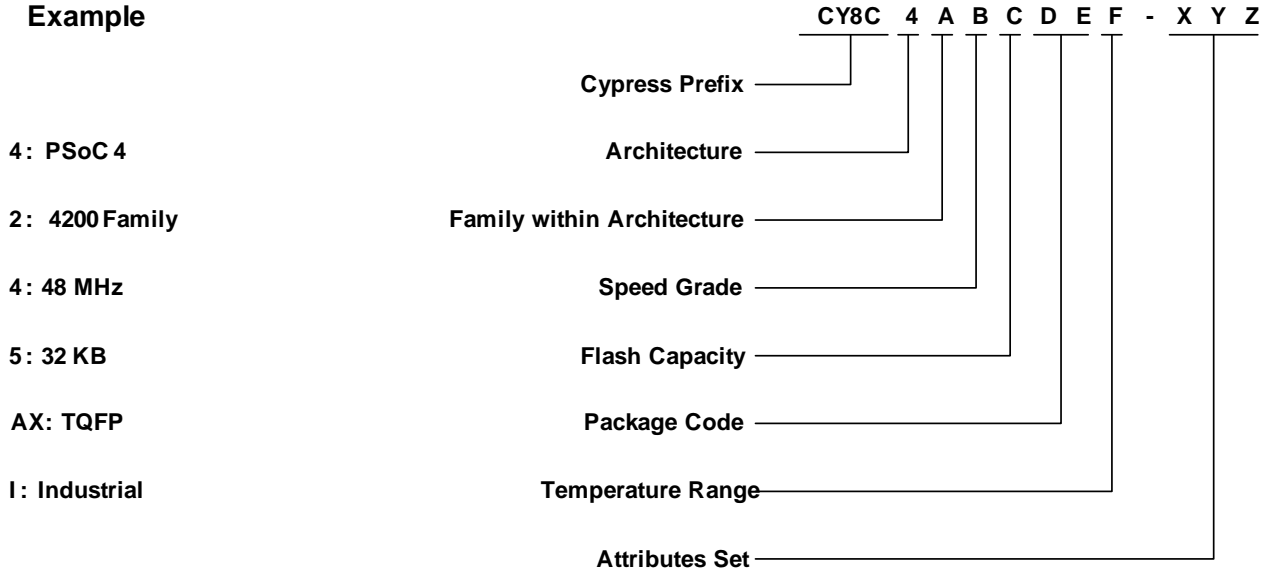 Example CY8C 4 A B C D E F - X Y Z
Cypress Prefix
4: PSoC 4 Architecture
2: 4200 Family Family within Architecture
4: 48 MHz Speed Grade
5: 32 KB Flash Capacity
AX: TQFP Package Code
I: Industrial Temperature Range
Attributes Set